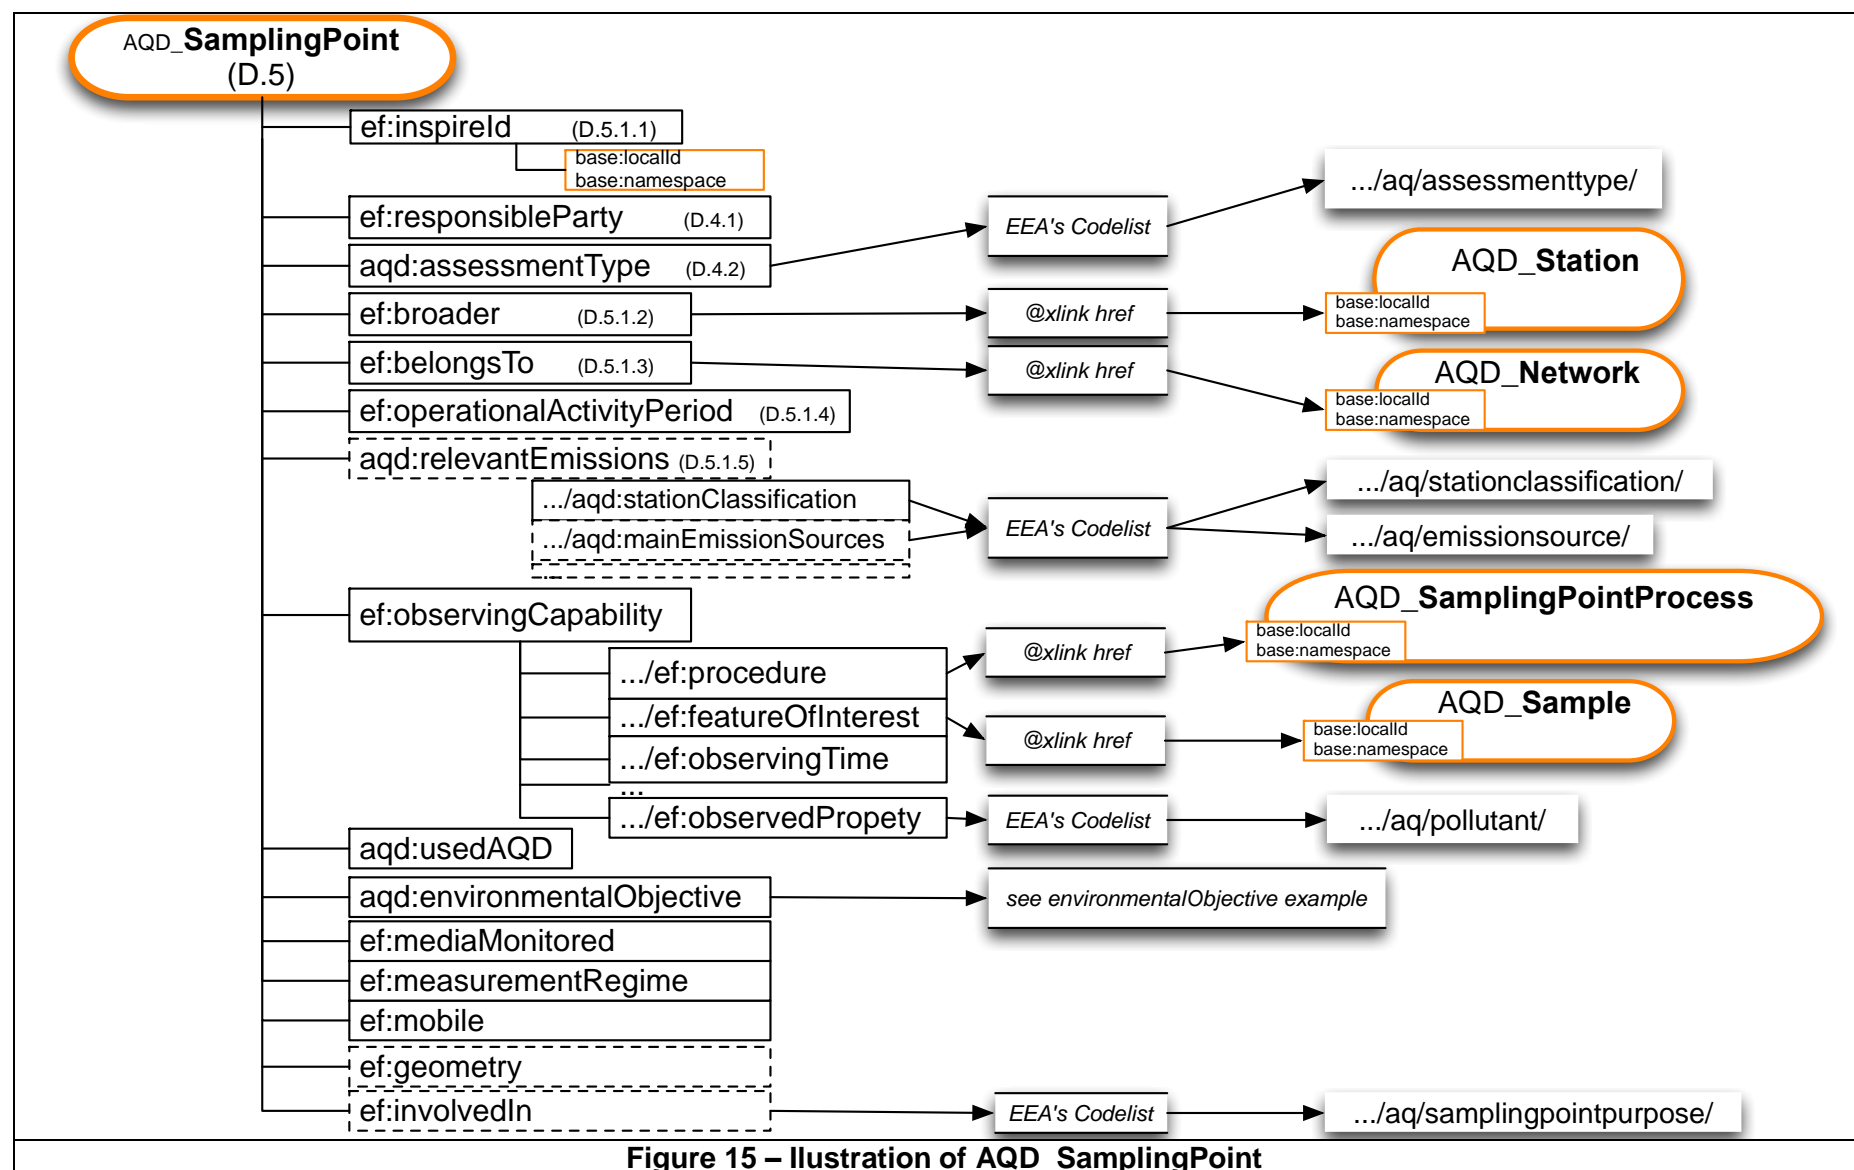 AQD_SamplingPoint
(D.5)
ef:inspireId (D.5.1.1)
base:localId
base:namespace
ef:responsibleParty (D.4.1)
aqd:assessmentType (D.4.2)
EEA's Codelist
.../aq/assessmenttype/
ef:broader (D.5.1.2)
@xlink href
AQD_Station
base:localId
base:namespace
ef:belongsTo (D.5.1.3)
@xlink href
AQD_Network
base:localId
base:namespace
ef:operationalActivityPeriod (D.5.1.4)
aqd:relevantEmissions (D.5.1.5)
.../aqd:stationClassification
.../aqd:mainEmissionSources
...
EEA's Codelist
.../aq/stationclassification/
.../aq/emissionsource/
ef:observingCapability
.../ef:procedure
@xlink href
AQD_SamplingPointProcess
base:localId
base:namespace
.../ef:featureOfInterest
@xlink href
AQD_Sample
base:localId
base:namespace
.../ef:observingTime
...
.../ef:observedPropety
EEA's Codelist
.../aq/pollutant/
aqd:usedAQD
aqd:environmentalObjective
see environmentalObjective example
ef:mediaMonitored
ef:measurementRegime
ef:mobile
ef:geometry
ef:involvedIn
EEA's Codelist
.../aq/samplingpointpurpose/
Figure 15 – Ilustration of AQD_SamplingPoint